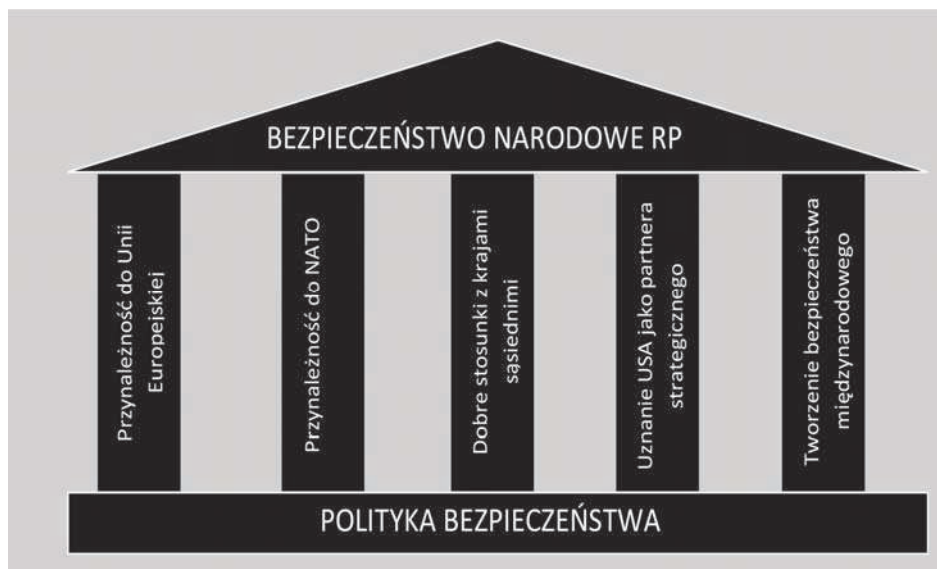 BEZPIECZEŃSTWO NARODOWE RP
Przynależność do Unii
Europejskiej
Przynależność do NATO
Dobre stosunki z krajami
sąsiednimi
Uznanie USA jako partnera
strategicznego
Tworzenie bezpieczeństwa
międzynarodowego
POLITYKA BEZPIECZEŃSTWA